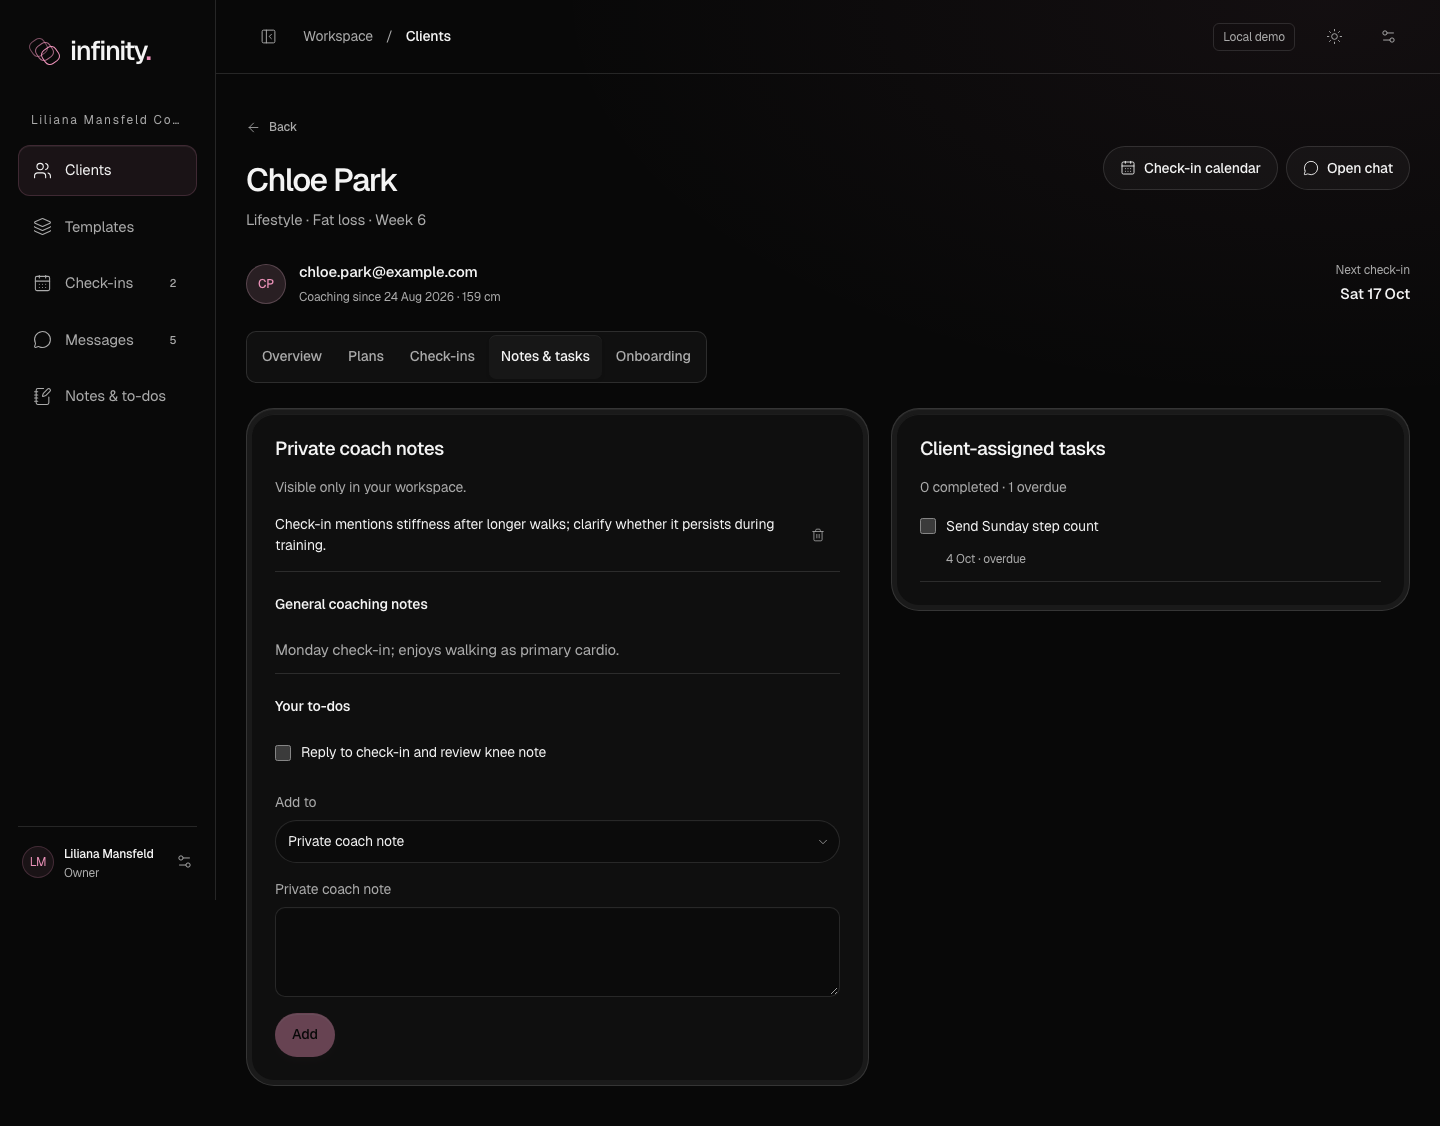 infinity.
Workspace / Clients
Local demo
Liliana Mansfeld Co…
Clients
Templates
Check-ins 2
Messages 5
Notes & to-dos
Liliana Mansfeld
LM
Owner
Back
Chloe Park
Lifestyle · Fat loss · Week 6
Check-in calendar
Open chat
CP
chloe.park@example.com
Coaching since 24 Aug 2026 · 159 cm
Next check-in
Sat 17 Oct
Overview Plans Check-ins Notes & tasks Onboarding
Private coach notes
Visible only in your workspace.
Check-in mentions stiffness after longer walks; clarify whether it persists during
training.
General coaching notes
Monday check-in; enjoys walking as primary cardio.
Your to-dos
Reply to check-in and review knee note
Add to
Private coach note
Private coach note
Add
Client-assigned tasks
0 completed · 1 overdue
Send Sunday step count
4 Oct · overdue